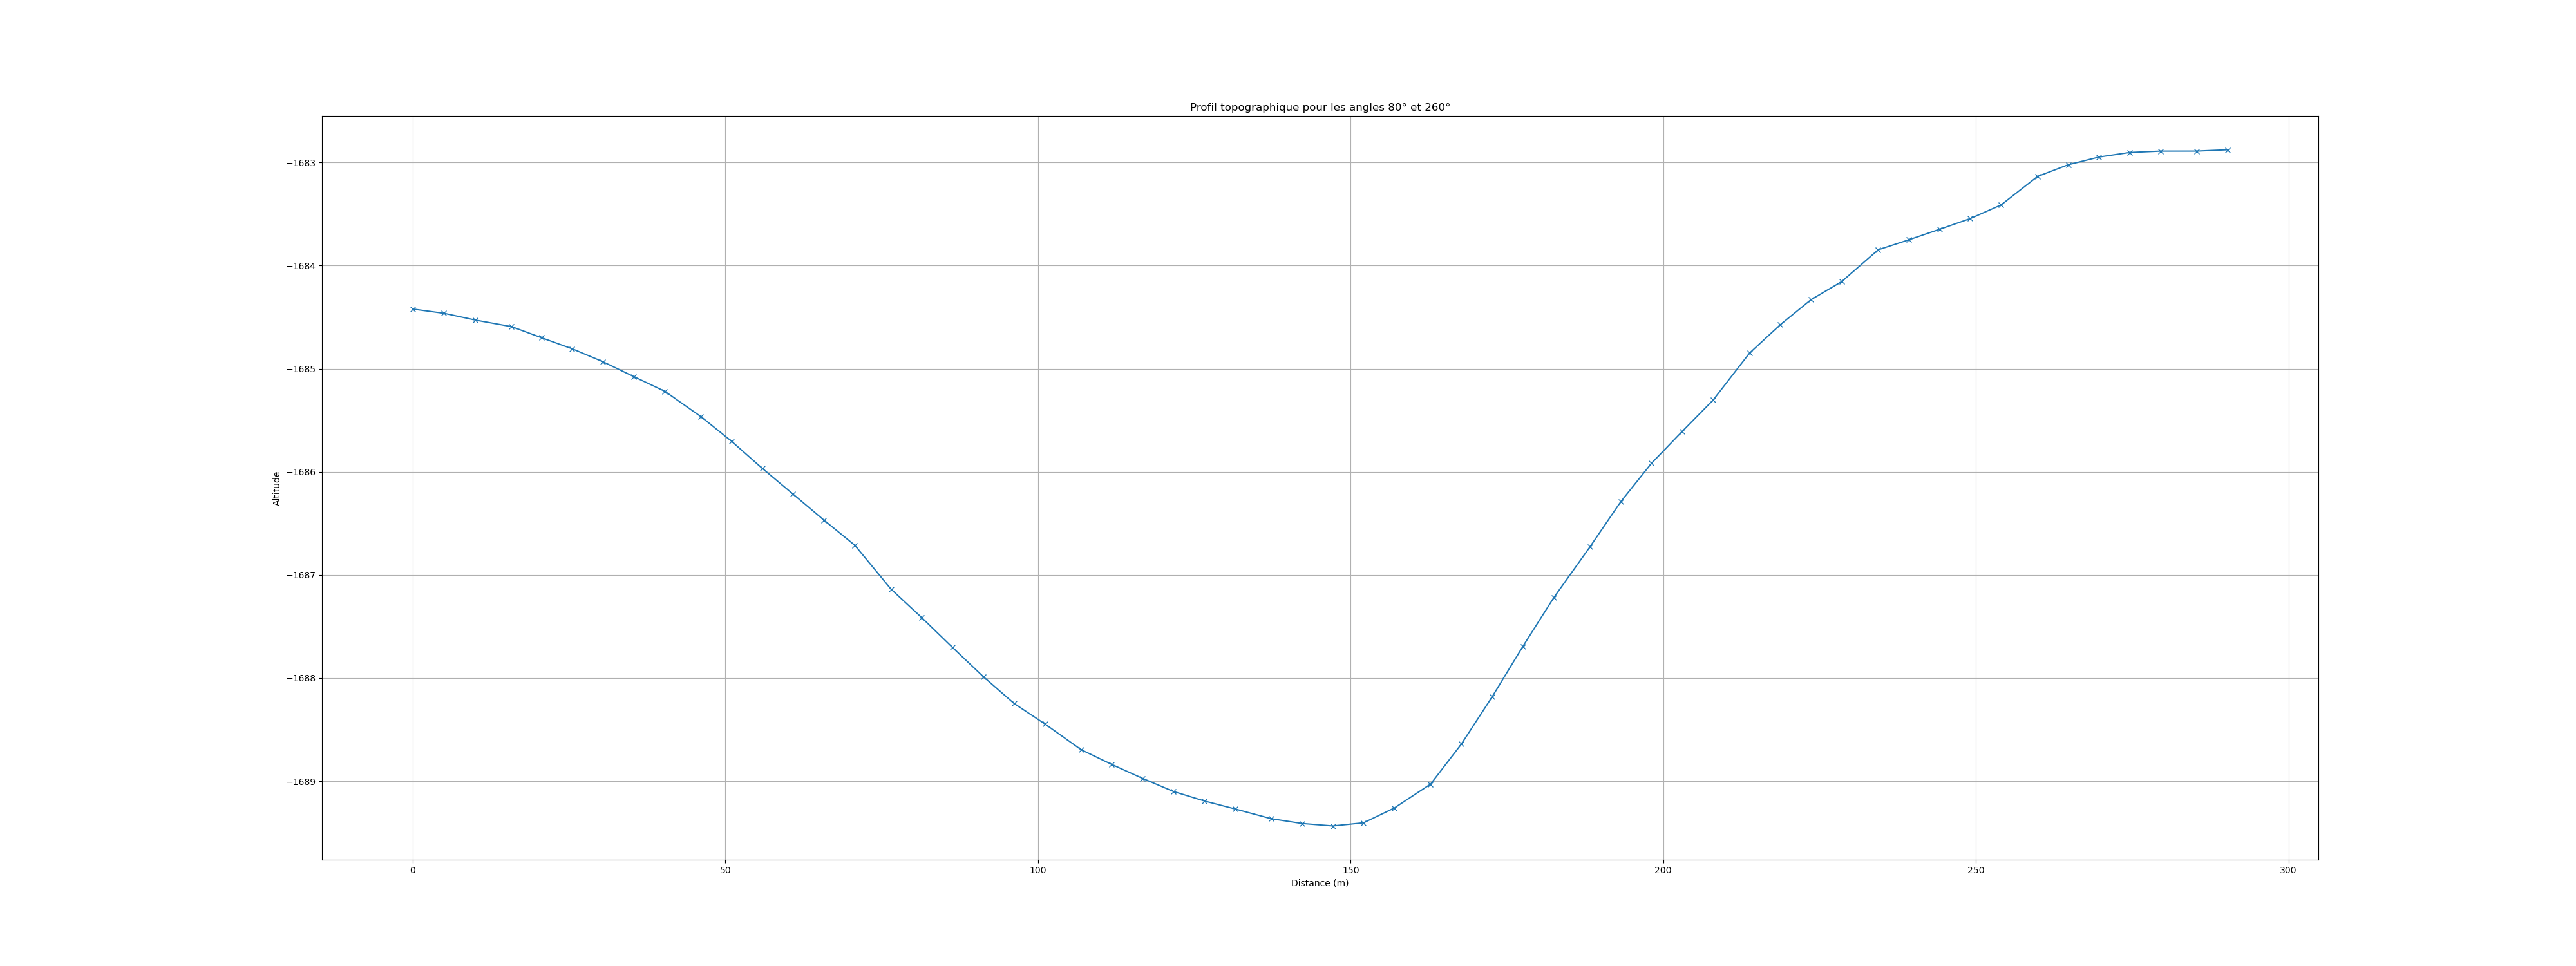 Profil topographique pour les angles 80° et 260°
Altitude
−1683
−1684
−1685
−1686
−1687
−1688
−1689
0 50 100 150 200 250 300
Distance (m)